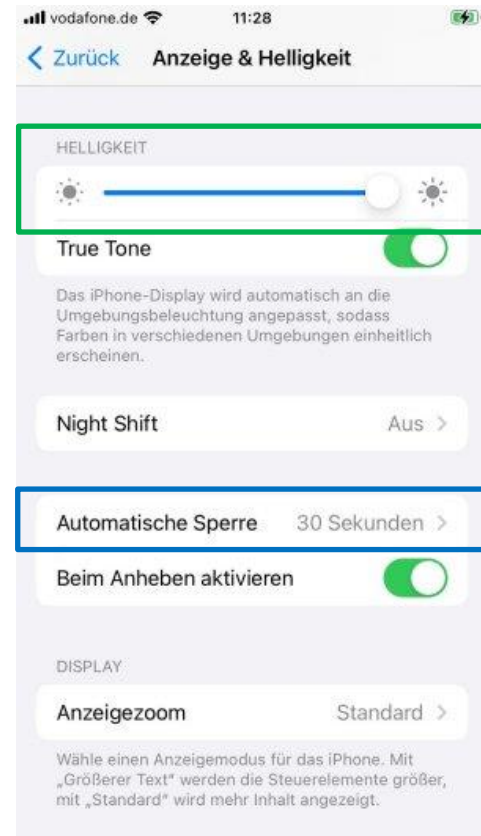 vodafone.de 11:28
Zurück Anzeige & Helligkeit
HELLIGKEIT
True Tone
Das iPhone-Display wird automatisch an die
Umgebungsbeleuchtung angepasst, sodass
Farben in verschiedenen Umgebungen einheitlich
erscheinen.
Night Shift Aus
Automatische Sperre 30 Sekunden
Beim Anheben aktivieren
DISPLAY
Anzeigezoom Standard
Wähle einen Anzeigemodus für das iPhone. Mit
„Größerer Text“ werden die Steuerelemente größer,
mit „Standard“ wird mehr Inhalt angezeigt.